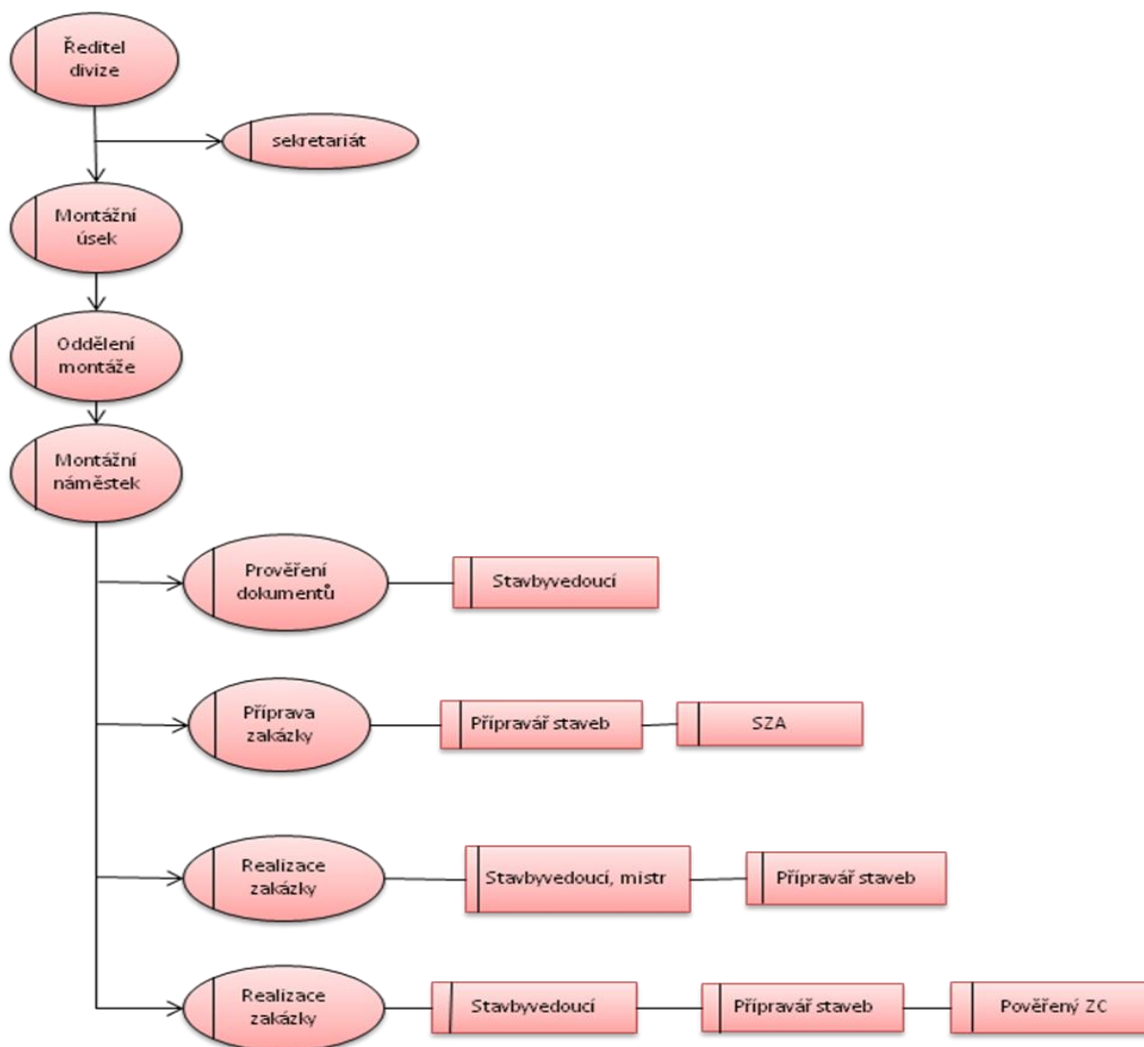 Ředitel
divize
sekretariát
Montážní
úsek
Oddělení
montáže
Montážní
náměstek
Prověření
dokumentů
Stavbyvedoucí
Příprava
zakázky
Přípravář staveb
SZA
Realizace
zakázky
Stavbyvedoucí, mistr
Přípravář staveb
Realizace
zakázky
Stavbyvedoucí
Přípravář staveb
Pověřený ZC